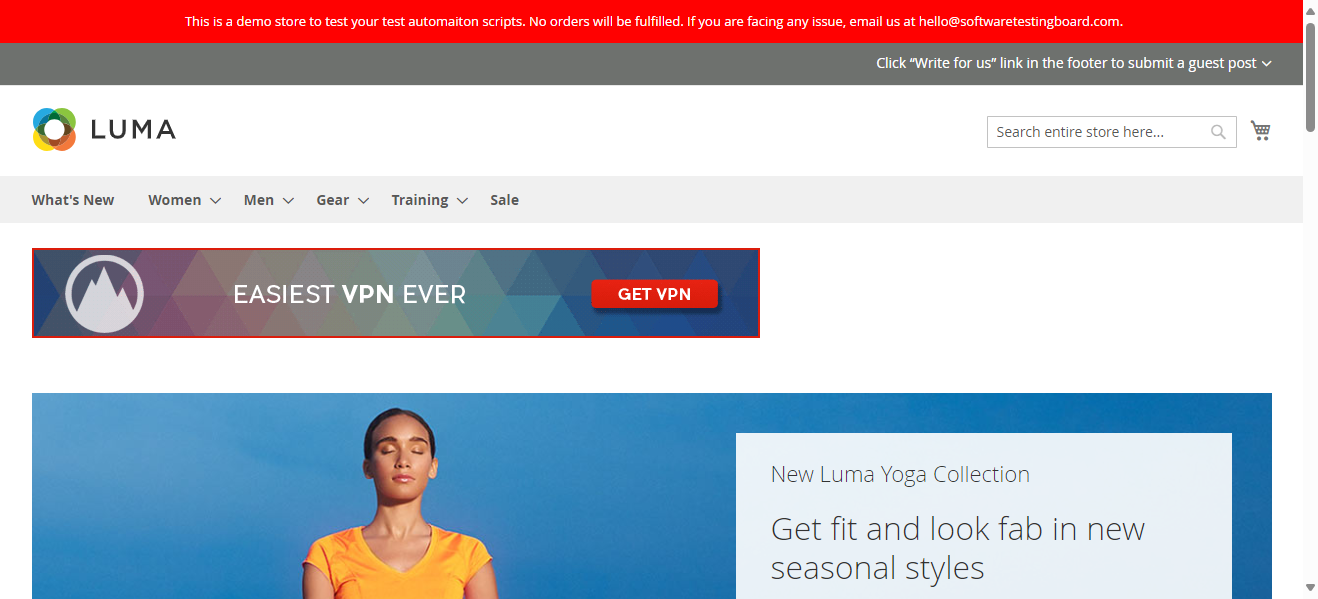 This is a demo store to test your test automaiton scripts. No orders will be fulfilled. If you are facing any issue, email us at hello@softwaretestingboard.com.
Click “Write for us” link in the footer to submit a guest post
LUMA
Search entire store here...
What's New Women Men Gear Training Sale
EASIEST VPN EVER GET VPN
New Luma Yoga Collection
Get fit and look fab in new
seasonal styles